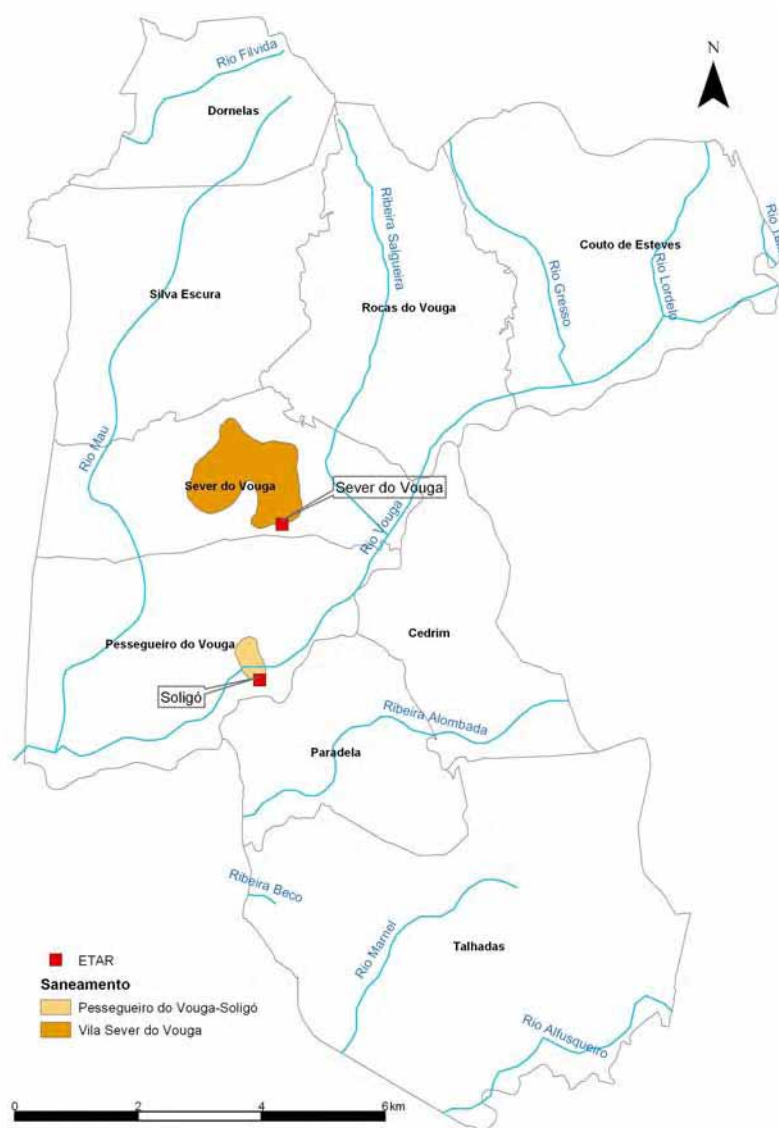 N
Rio Filvida
Dornelas
Ribeira Salgueira
Couto de Esteves
Rio Gresso
Rio Lordelo
Silva Escura
Rocas do Vouga
Rio Mau
Sever do Vouga
Sever do Vouga
Rio Vouga
Cedrim
Pessegueiro do Vouga
Soligó
Ribeira Alombada
Paradela
Ribeira Beco
Rio Marnel
Talhadas
Rio Alfusqueiro
ETAR
Saneamento
Pessegueiro do Vouga-Soligó
Vila Sever do Vouga
0 2 4 6 km